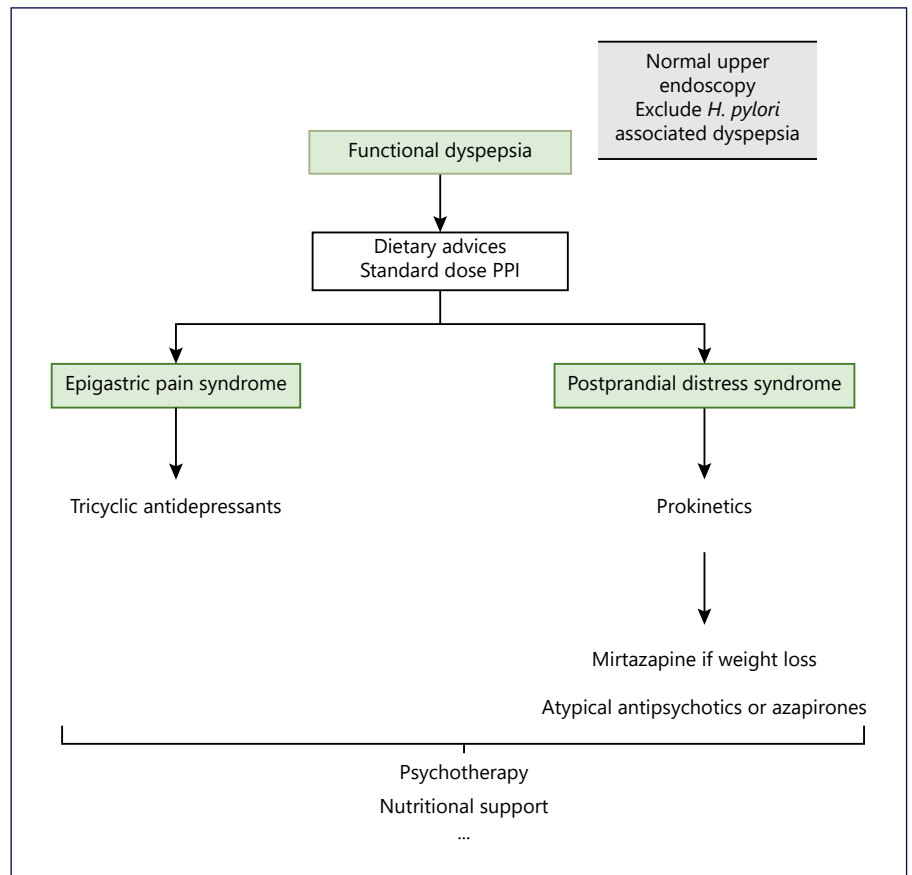 Normal upper
endoscopy
Exclude H. pylori
associated dyspepsia
Functional dyspepsia
Dietary advices
Standard dose PPI
Epigastric pain syndrome
Postprandial distress syndrome
Tricyclic antidepressants
Prokinetics
Mirtazapine if weight loss
Atypical antipsychotics or azapirones
Psychotherapy
Nutritional support
...